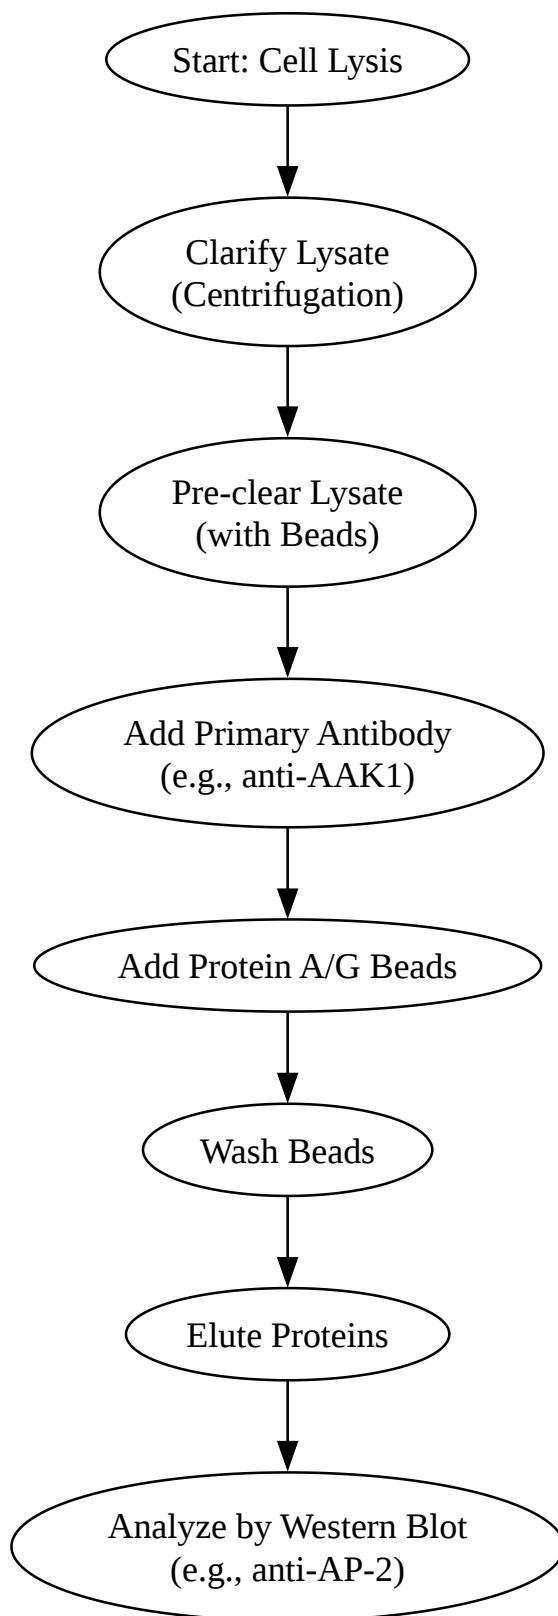 Start: Cell Lysis
Clarify Lysate
(Centrifugation)
Pre-clear Lysate
(with Beads)
Add Primary Antibody
(e.g., anti-AAK1)
Add Protein A/G Beads
Wash Beads
Elute Proteins
Analyze by Western Blot
(e.g., anti-AP-2)